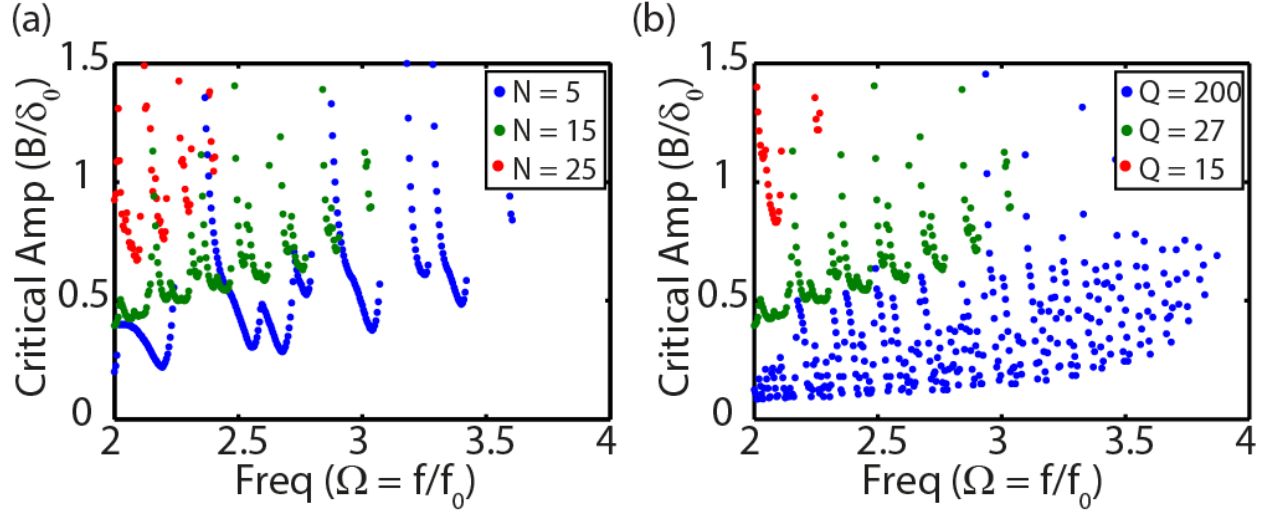 (a)
Critical Amp (B/δ₀)
1.5
1
0.5
0
2
2.5
3
3.5
4
Freq (Ω = f/f₀)
N = 5
N = 15
N = 25
(b)
Critical Amp (B/δ₀)
1.5
1
0.5
0
2
2.5
3
3.5
4
Freq (Ω = f/f₀)
Q = 200
Q = 27
Q = 15